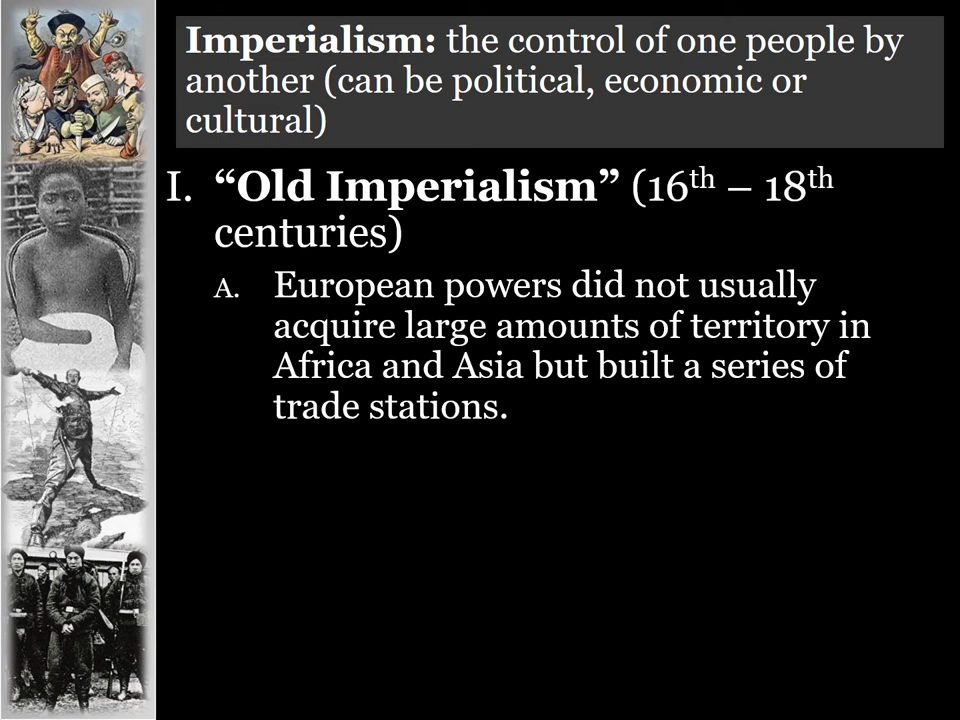 Imperialism: the control of one people by
another (can be political, economic or
cultural)
I. “Old Imperialism” (16th – 18th
centuries)
A. European powers did not usually
acquire large amounts of territory in
Africa and Asia but built a series of
trade stations.